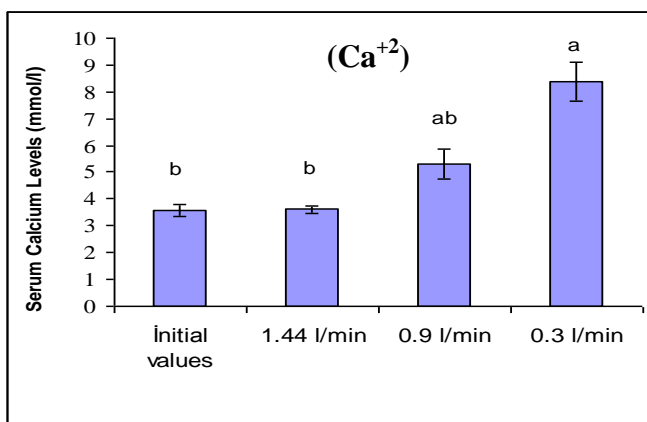 (Ca+2)
Serum Calcium Levels (mmol/l)
10
9
8
7
6
5
4
3
2
1
0
b
b
ab
a
İnitial
values
1.44 l/min
0.9 l/min
0.3 l/min